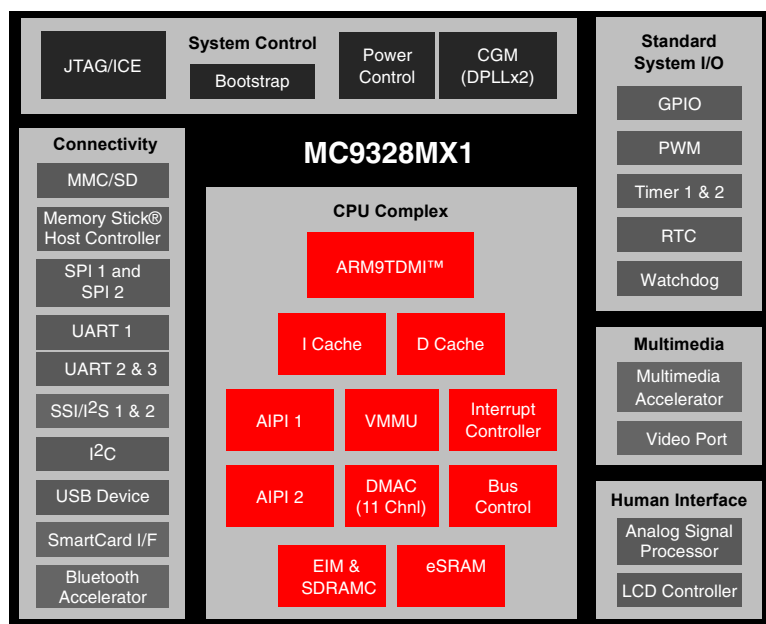 System Control
JTAG/ICE
Bootstrap
Power
Control
CGM
(DPLLx2)
Standard
System I/O
GPIO
PWM
Timer 1 & 2
RTC
Watchdog
Connectivity
MMC/SD
Memory Stick®
Host Controller
SPI 1 and
SPI 2
UART 1
UART 2 & 3
SSI/I2S 1 & 2
I2C
USB Device
SmartCard I/F
Bluetooth
Accelerator
MC9328MX1
CPU Complex
ARM9TDMI™
I Cache
D Cache
AIPI 1
VMMU
Interrupt
Controller
AIPI 2
DMAC
(11 Chnl)
Bus
Control
EIM &
SDRAMC
eSRAM
Multimedia
Multimedia
Accelerator
Video Port
Human Interface
Analog Signal
Processor
LCD Controller